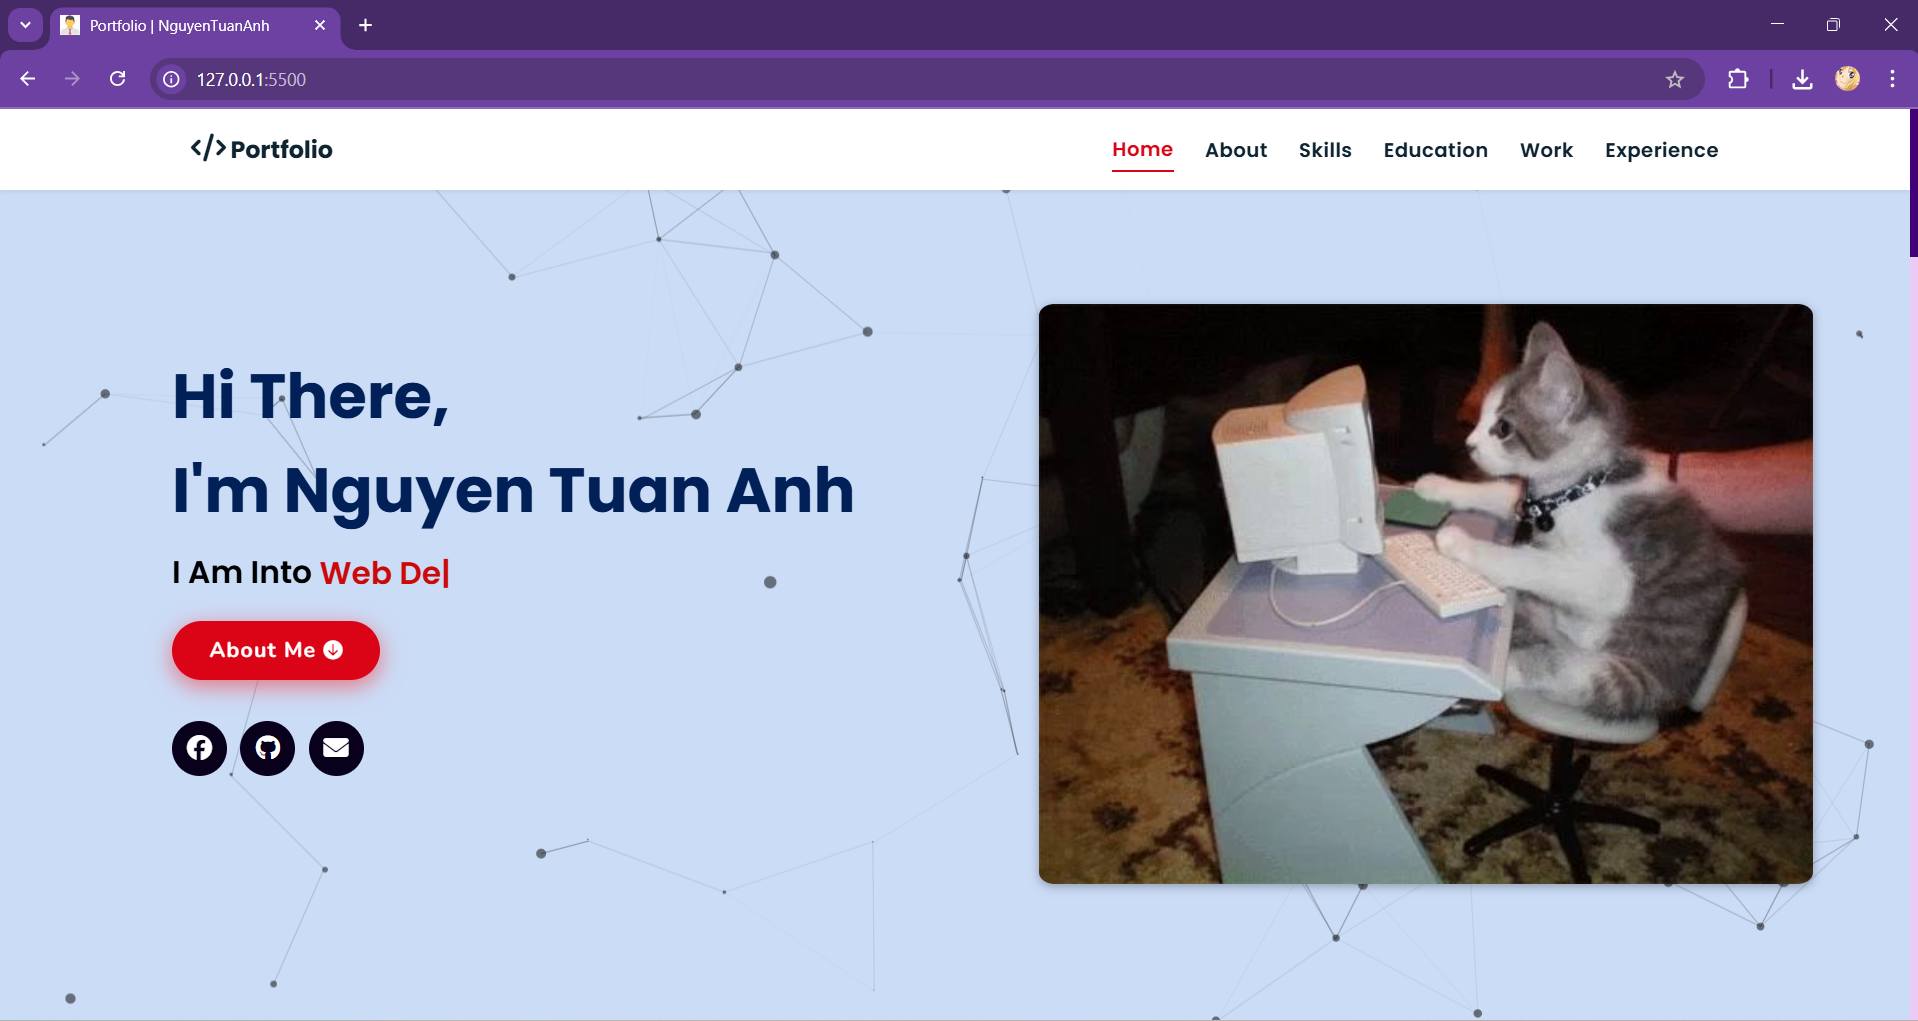 Portfolio | NguyenTuanAnh
127.0.0.1:5500
</>Portfolio
Home About Skills Education Work Experience
Hi There,
I'm Nguyen Tuan Anh
I Am Into Web De|
About Me